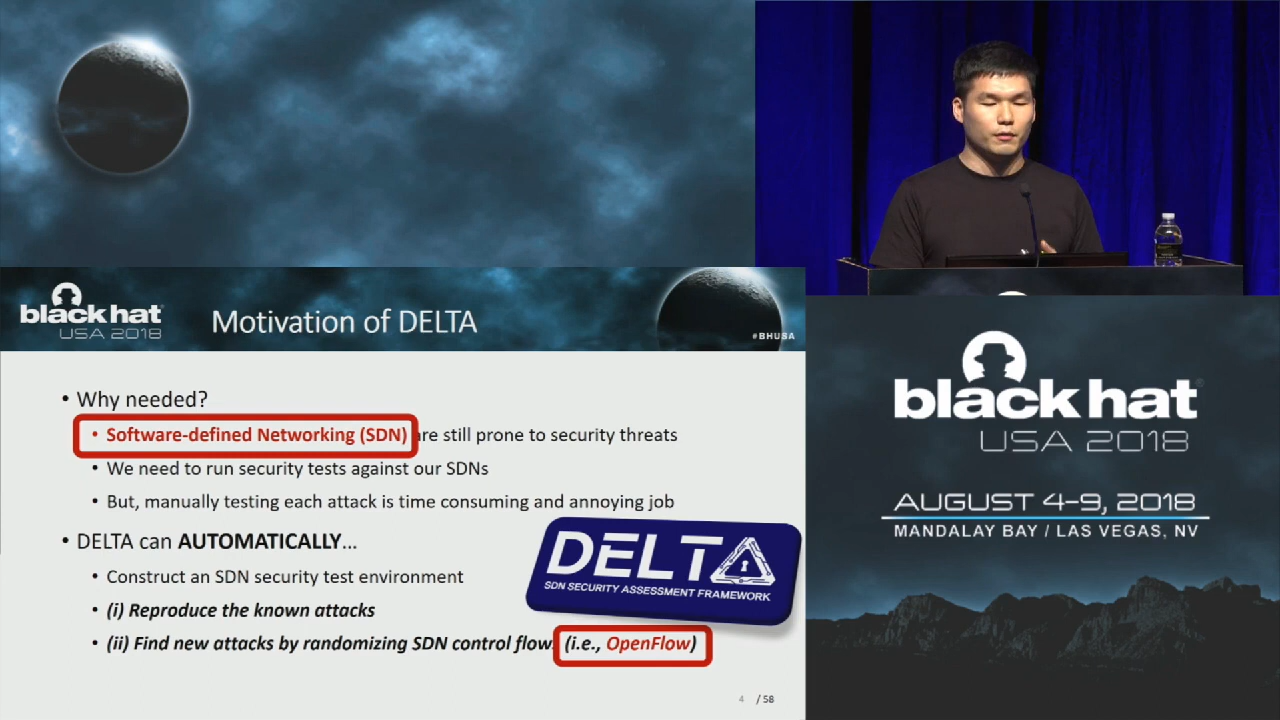 black hat
USA 2018
Motivation of DELTA
#BHUSA
• Why needed?
• Software-defined Networking (SDN) are still prone to security threats
• We need to run security tests against our SDNs
• But, manually testing each attack is time consuming and annoying job
• DELTA can AUTOMATICALLY...
• Construct an SDN security test environment
• (i) Reproduce the known attacks
• (ii) Find new attacks by randomizing SDN control flow (i.e., OpenFlow)
DELTA
SDN SECURITY ASSESSMENT FRAMEWORK
4 / 58
black hat
USA 2018
AUGUST 4-9, 2018
MANDALAY BAY / LAS VEGAS, NV